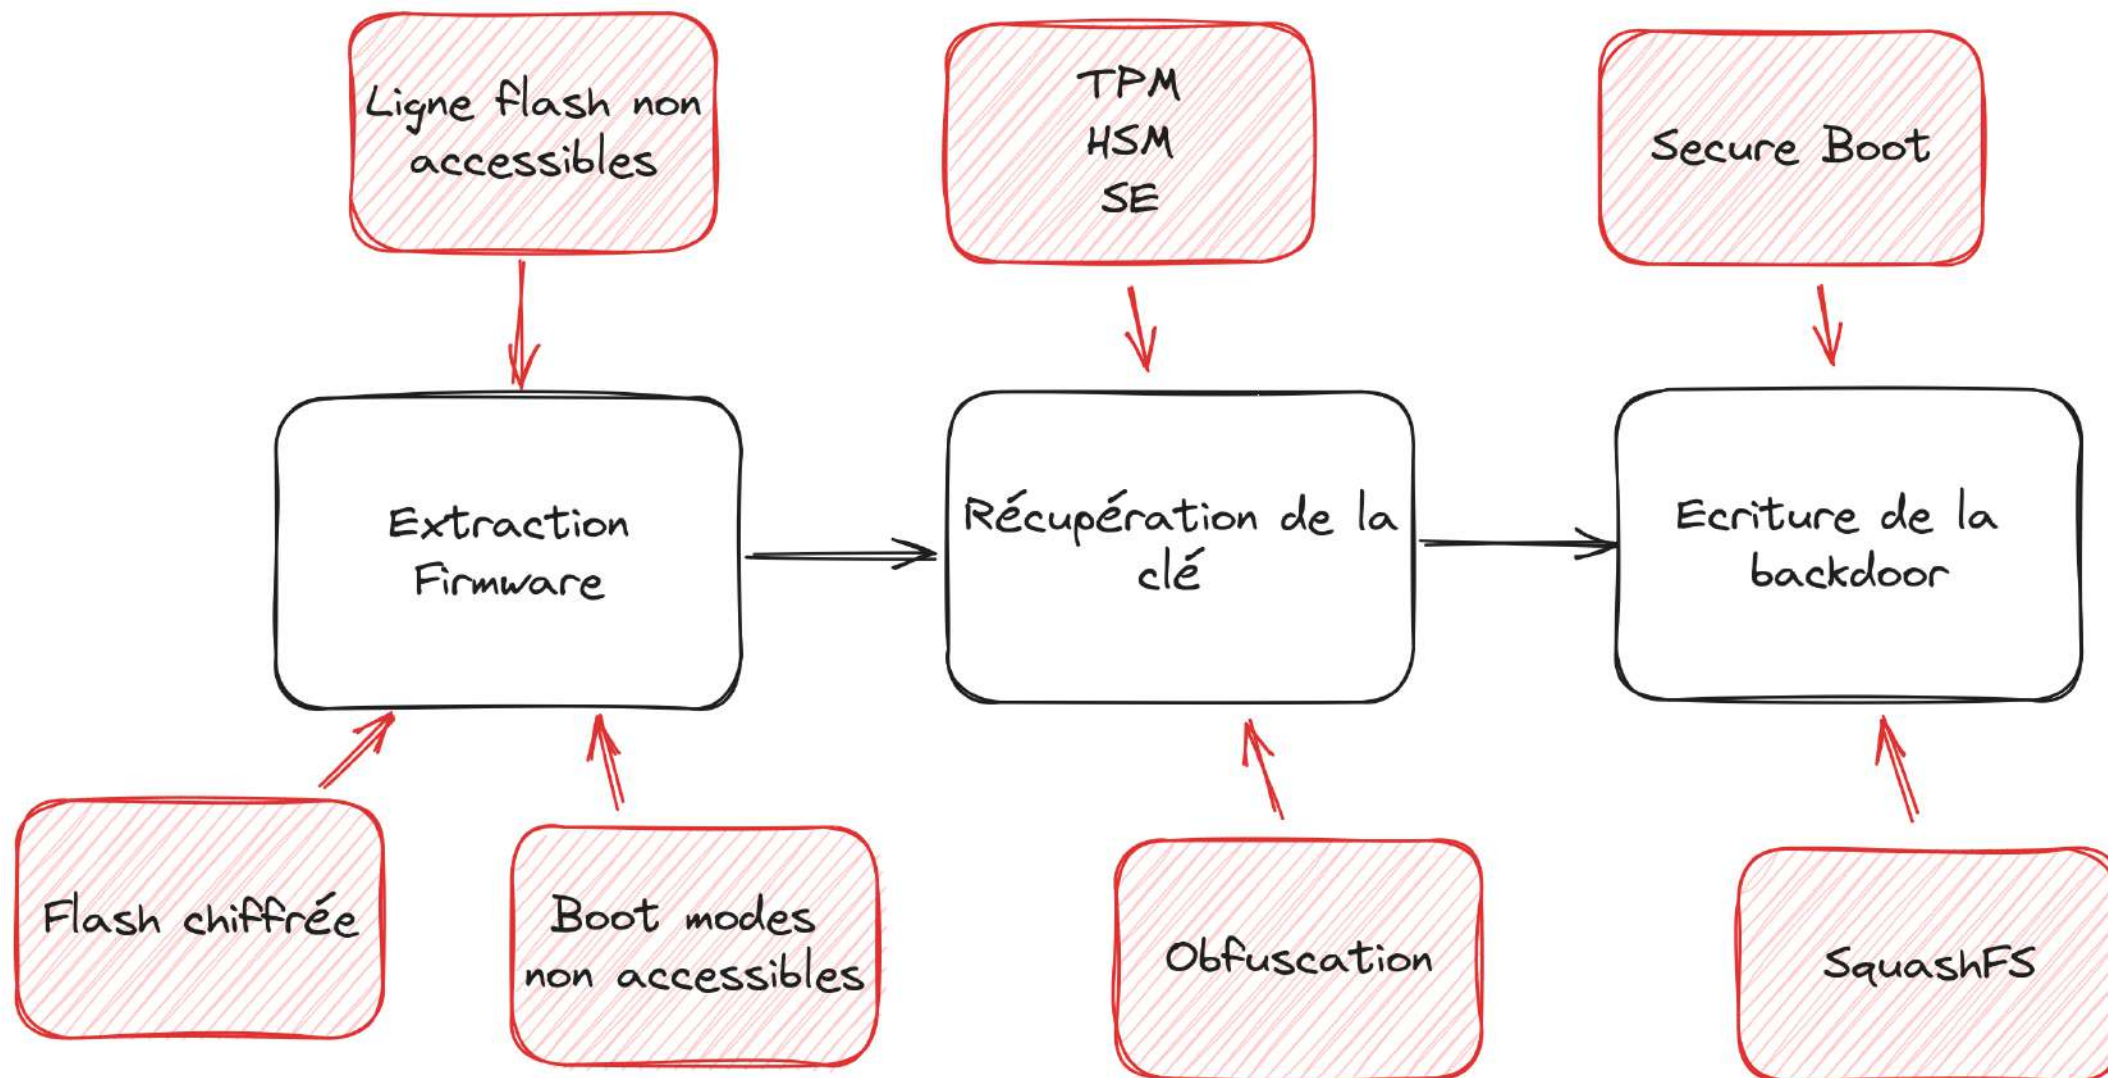 Ligne flash non
accessibles
TPM
HSM
SE
Secure Boot
Extraction
Firmware
Récupération de la
clé
Ecriture de la
backdoor
Flash chiffrée
Boot modes
non accessibles
Obfuscation
SquashFS